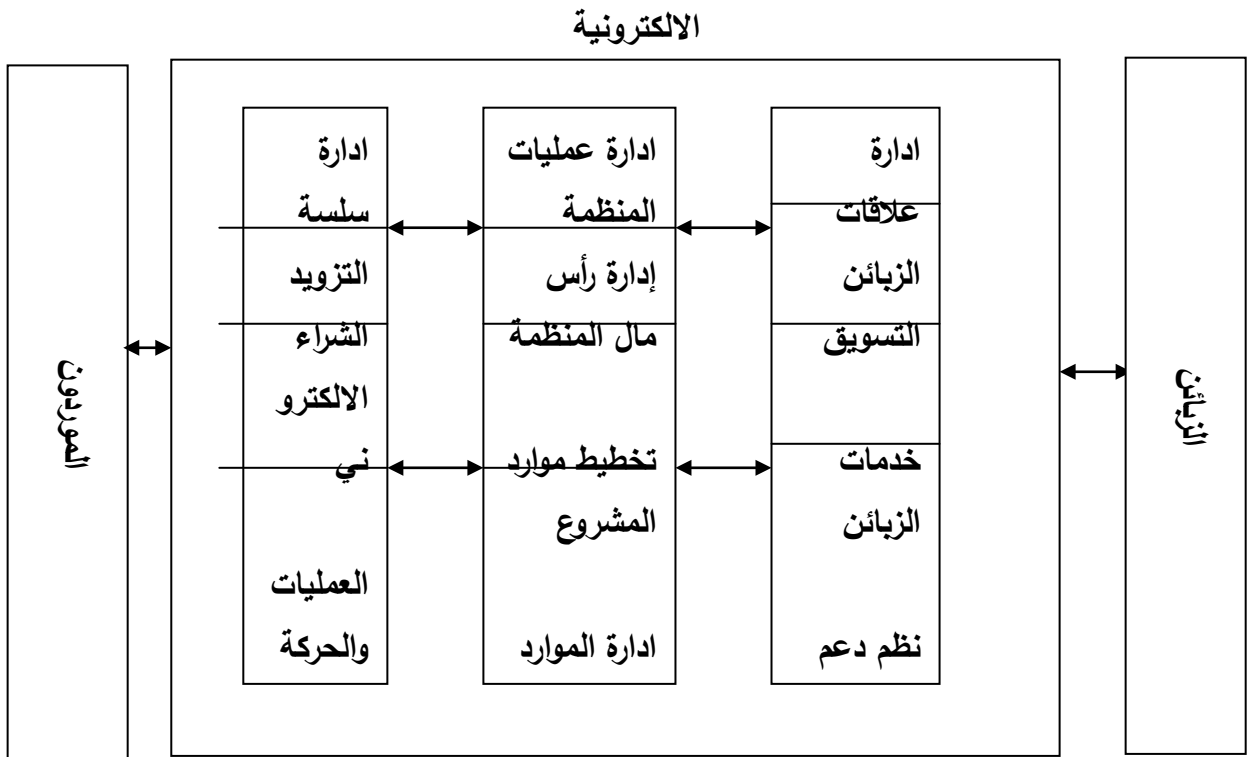 الالكترونية
الزبائن
ادارة
علاقات
الزبائن
التسويق
خدمات
الزبائن
نظم دعم
ادارة عمليات
المنظمة
إدارة رأس
مال المنظمة
تخطيط موارد
المشروع
ادارة الموارد
ادارة
سلسة
التزويد
الشراء
الالكترو
ني
العمليات
والحركة
الموردون